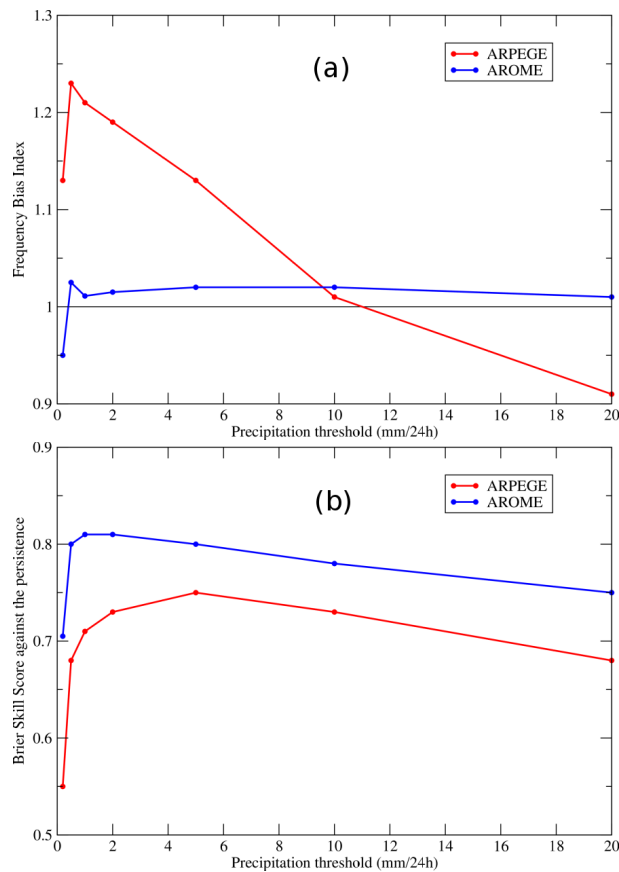 1.3
1.2
1.1
1
0.9
Frequency Bias Index
(a)
ARPEGE
AROME
0 2 4 6 8 10 12 14 16 18 20
Precipitation threshold (mm/24h)
0.9
0.8
0.7
0.6
0.5
Brier Skill Score against the persistence
(b)
ARPEGE
AROME
0 2 4 6 8 10 12 14 16 18 20
Precipitation threshold (mm/24h)